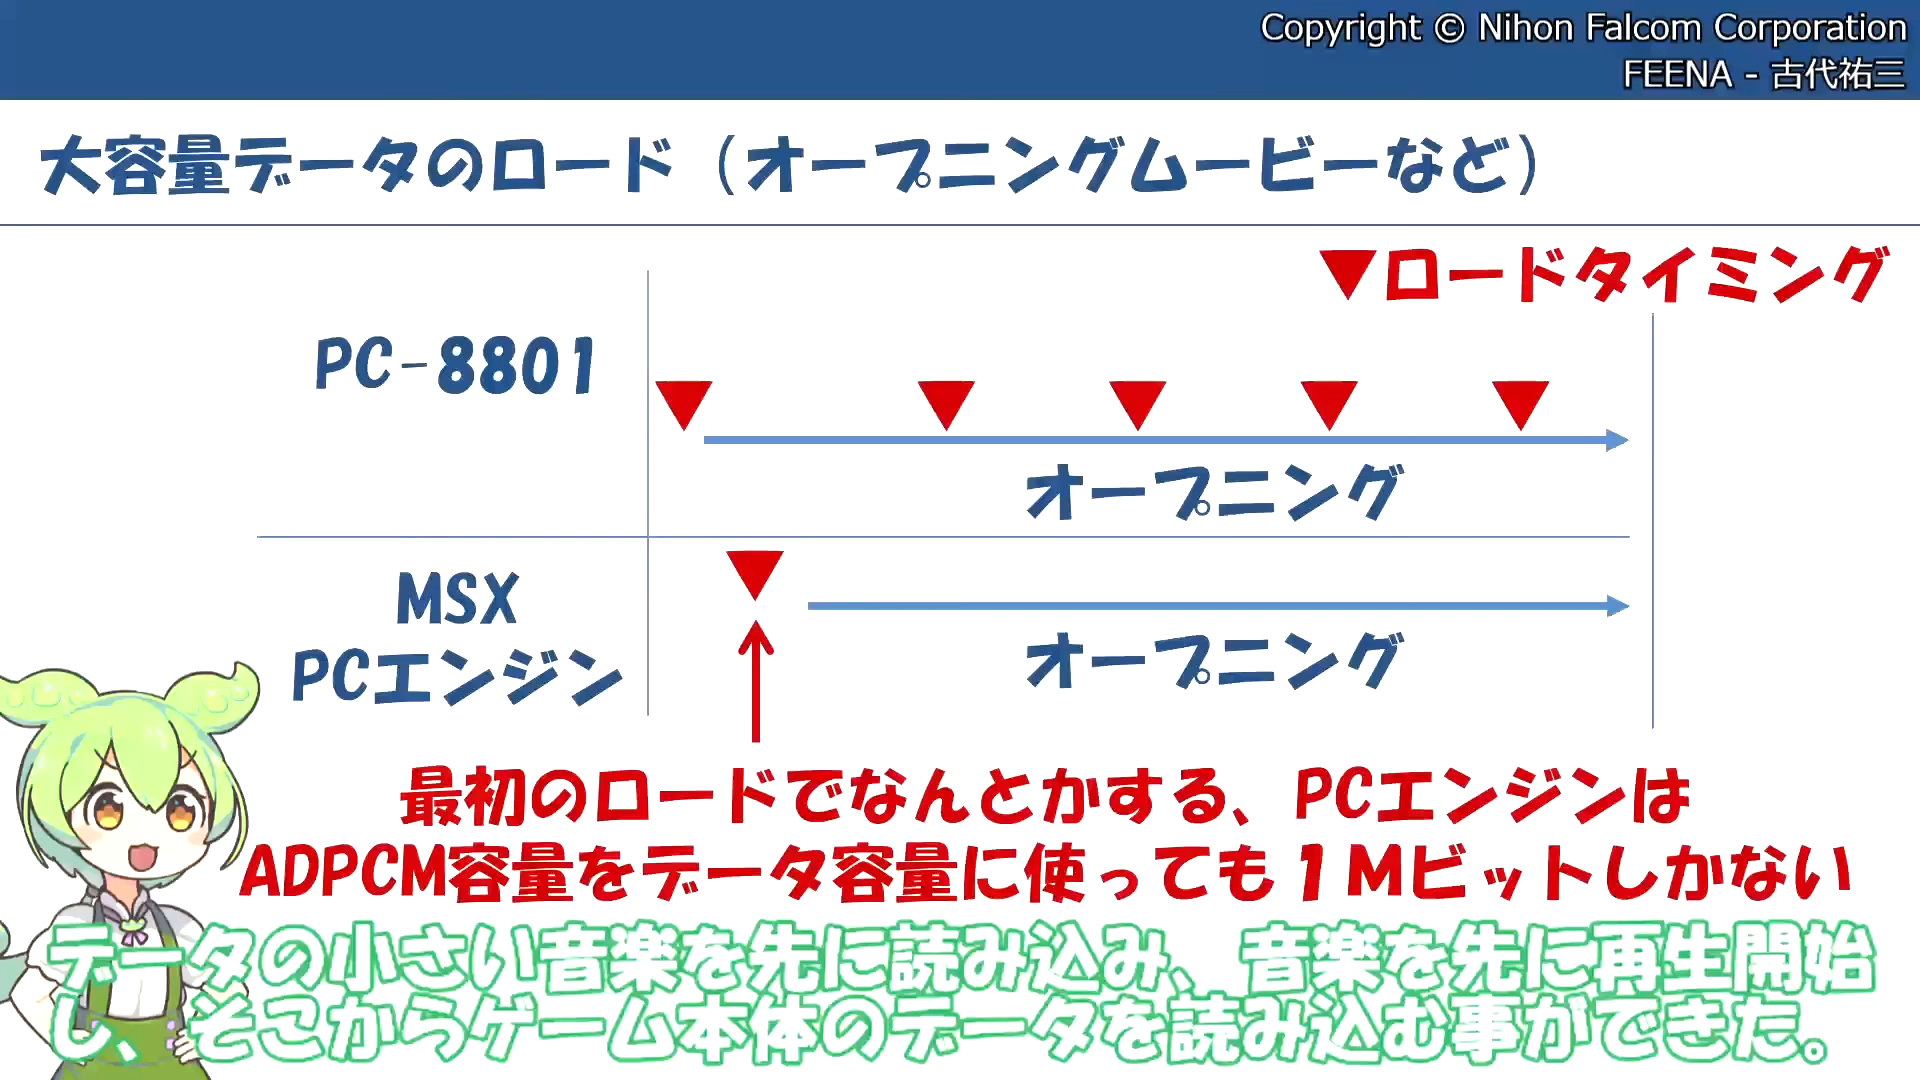 Copyright © Nihon Falcom Corporation
FEENA - 古代祐三
大容量データのロード（オープニングムービーなど）
▼ロードタイミング
PC-8801
オープニング
MSX
PCエンジン
オープニング
最初のロードでなんとかする、PCエンジンは
ADPCM容量をデータ容量に使っても１Ｍビットしかない
データの小さい音楽を先に読み込み、音楽を先に再生開始
し、そこからゲーム本体のデータを読み込む事ができた。